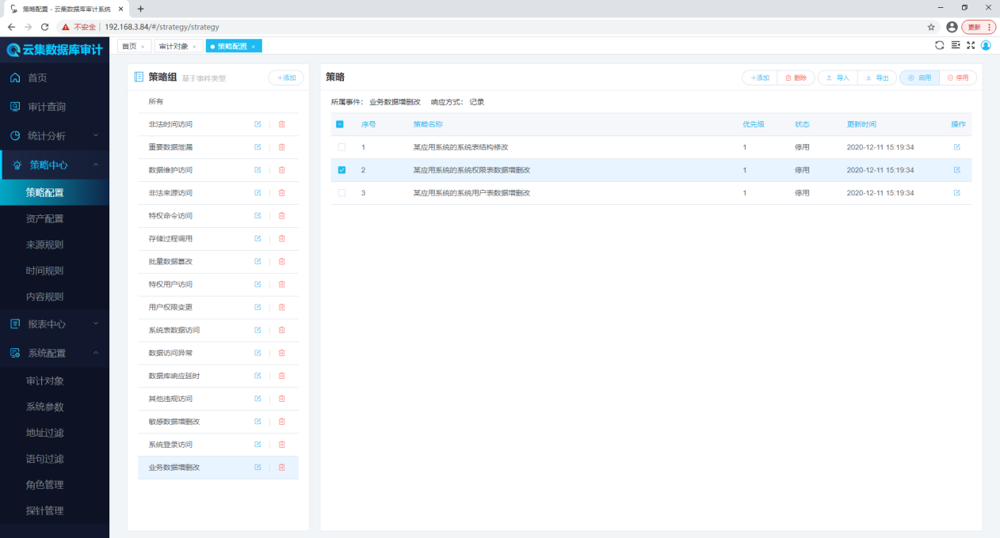 策略配置 - 云集数据库审计系统
不安全 192.168.3.84/#/strategy/strategy 更新
云集数据库审计
首页 审计对象 策略配置
首页
审计查询
统计分析
策略中心
策略配置
资产配置
来源规则
时间规则
内容规则
报表中心
系统配置
审计对象
系统参数
地址过滤
语句过滤
角色管理
探针管理
策略组 基于事件类型 +添加
所有
非法时间访问
重要数据泄漏
数据维护访问
非法来源访问
特权命令访问
存储过程调用
批量数据篡改
特权用户访问
用户权限变更
系统表数据访问
数据访问异常
数据库响应延时
其他违规访问
敏感数据增删改
系统登录访问
业务数据增删改
策略 +添加 删除 导入 导出 启用 停用
所属事件: 业务数据增删改 响应方式: 记录
序号 策略名称 优先级 状态 更新时间 操作
1 某应用系统的系统表结构修改 1 停用 2020-12-11 15:19:34
2 某应用系统的系统权限表数据增删改 1 停用 2020-12-11 15:19:34
3 某应用系统的系统用户表数据增删改 1 停用 2020-12-11 15:19:34